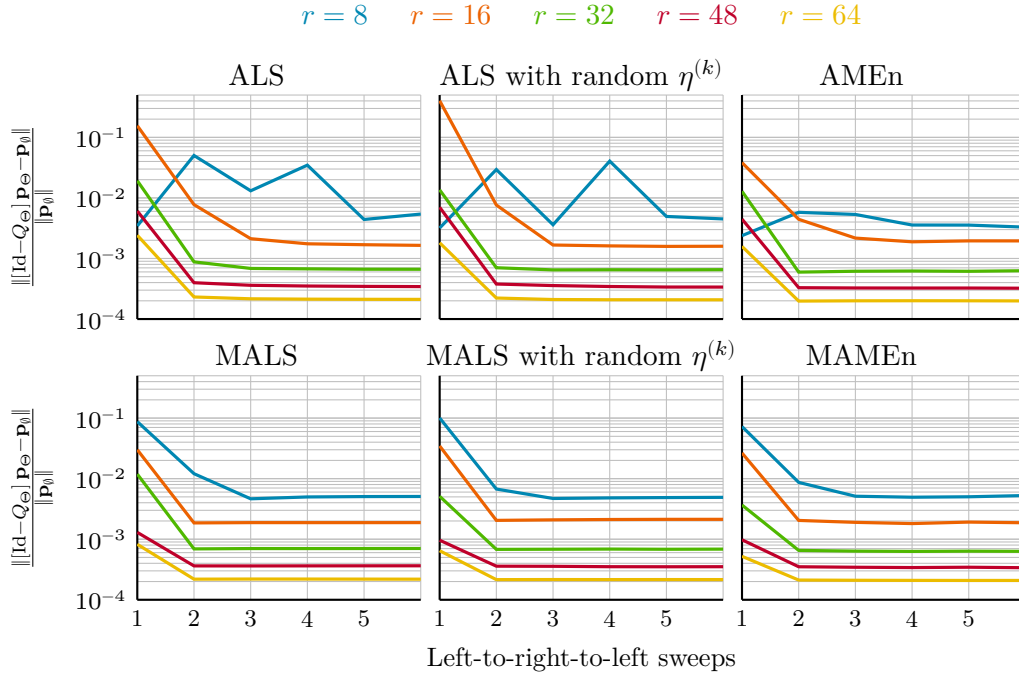 r = 8 r = 16 r = 32 r = 48 r = 64
ALS ALS with random η^(k) AMEn
‖[Id−Q_Θ] p_Θ−p_∅‖
‖p_∅‖
10^−1
10^−2
10^−3
10^−4
MALS MALS with random η^(k) MAMEn
‖[Id−Q_Θ] p_Θ−p_∅‖
‖p_∅‖
10^−1
10^−2
10^−3
10^−4
1 2 3 4 5 1 2 3 4 5 1 2 3 4 5
Left-to-right-to-left sweeps